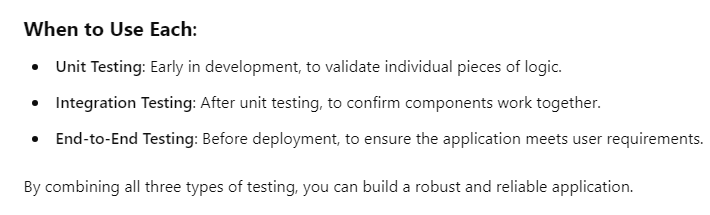 When to Use Each:
• Unit Testing: Early in development, to validate individual pieces of logic.
• Integration Testing: After unit testing, to confirm components work together.
• End-to-End Testing: Before deployment, to ensure the application meets user requirements.
By combining all three types of testing, you can build a robust and reliable application.